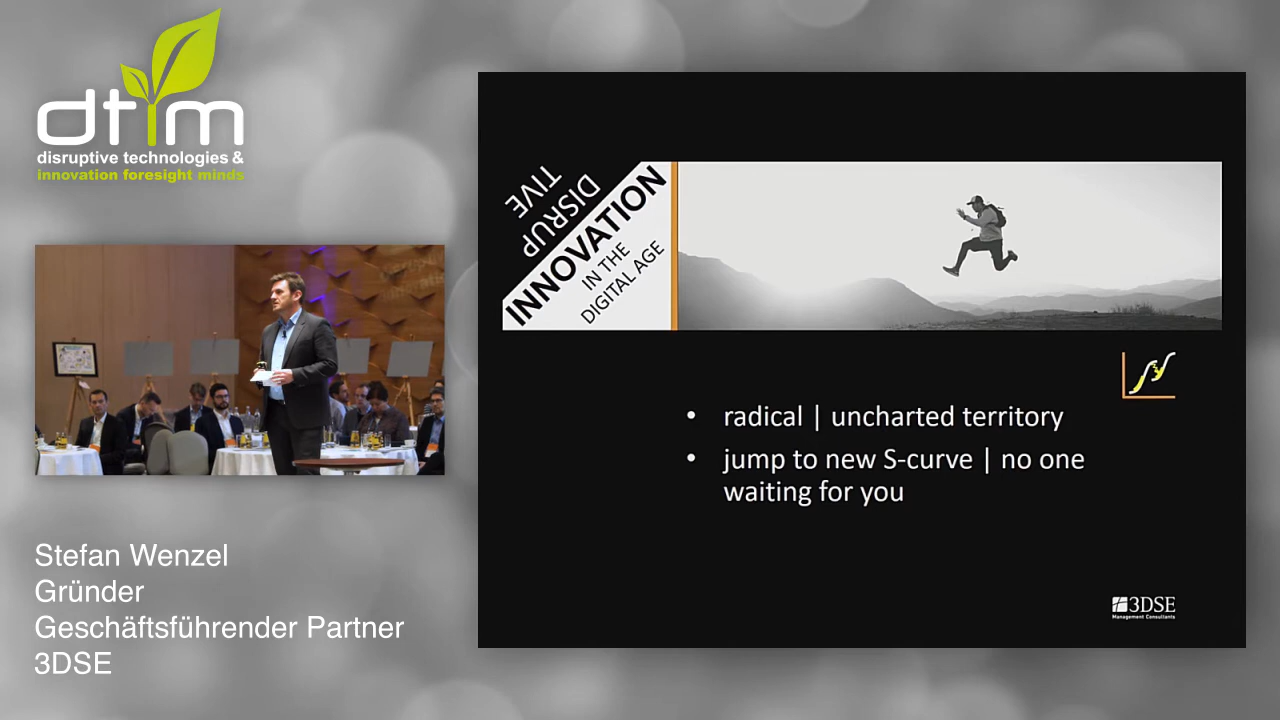 dtim
disruptive technologies &
innovation foresight minds
DISRUP
TIVE
INNOVATION
IN THE
DIGITAL AGE
• radical | uncharted territory
• jump to new S-curve | no one
waiting for you
3DSE
Management Consultants
Stefan Wenzel
Gründer
Geschäftsführender Partner
3DSE